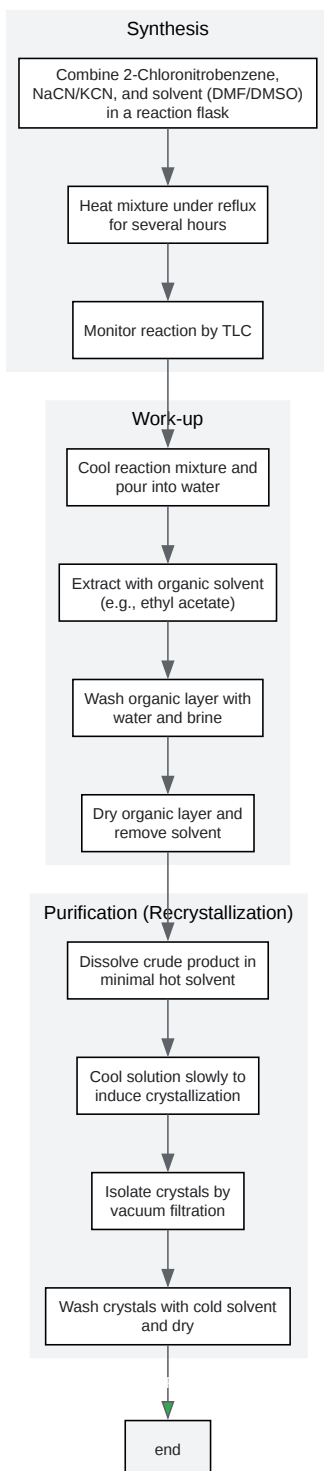 Synthesis
Combine 2-Chloronitrobenzene,
NaCN/KCN, and solvent (DMF/DMSO)
in a reaction flask
Heat mixture under reflux
for several hours
Monitor reaction by TLC
Work-up
Cool reaction mixture and
pour into water
Extract with organic solvent
(e.g., ethyl acetate)
Wash organic layer with
water and brine
Dry organic layer and
remove solvent
Purification (Recrystallization)
Dissolve crude product in
minimal hot solvent
Cool solution slowly to
induce crystallization
Isolate crystals by
vacuum filtration
Wash crystals with cold solvent
and dry
end